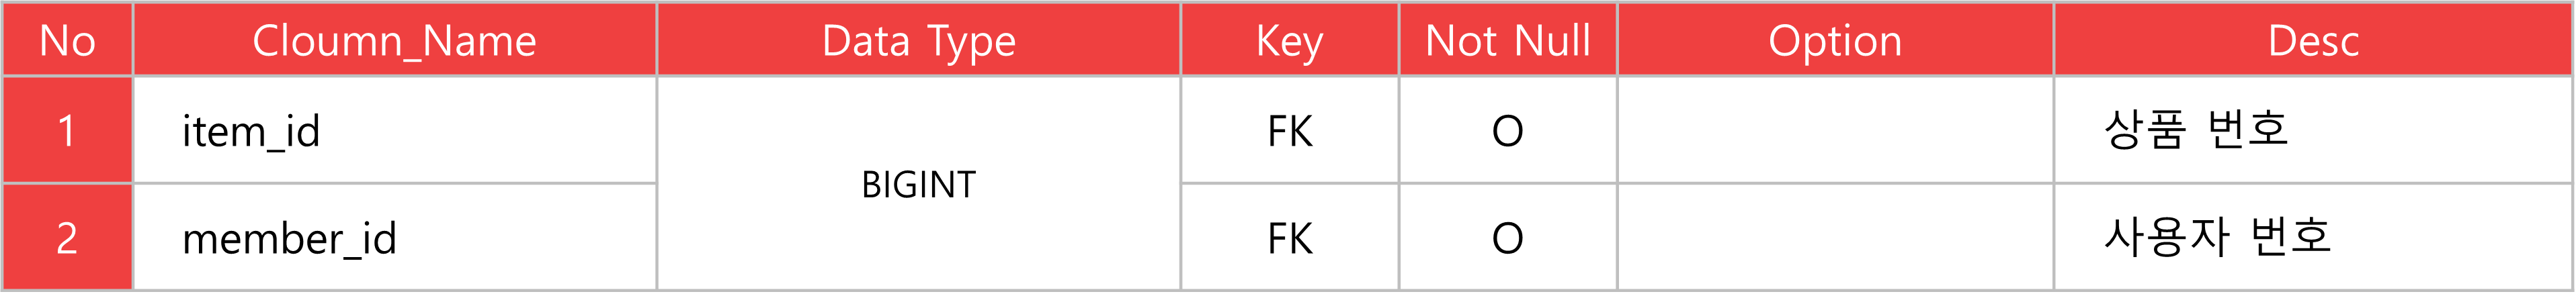 No Cloumn_Name Data Type Key Not Null Option Desc
1 item_id BIGINT FK O 상품 번호
2 member_id FK O 사용자 번호